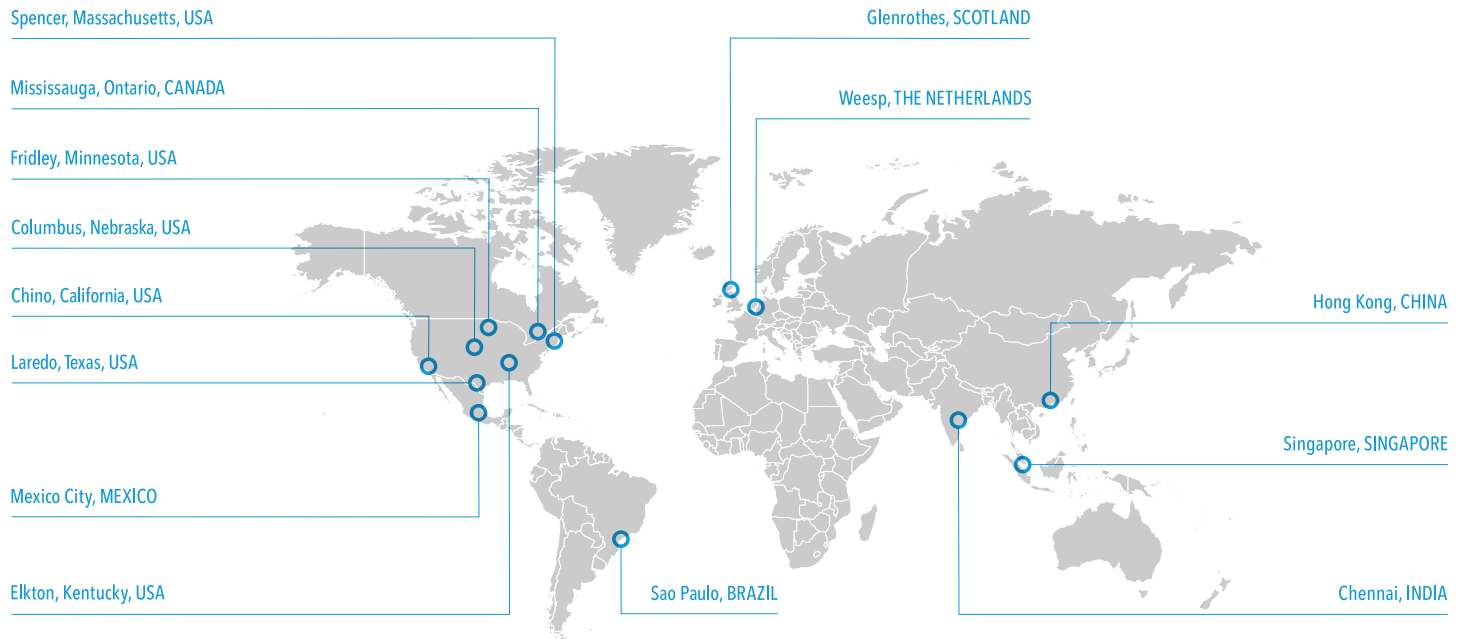 Spencer, Massachusetts, USA
Glenrothes, SCOTLAND
Mississauga, Ontario, CANADA
Weesp, THE NETHERLANDS
Fridley, Minnesota, USA
Columbus, Nebraska, USA
Chino, California, USA
Hong Kong, CHINA
Laredo, Texas, USA
Singapore, SINGAPORE
Mexico City, MEXICO
Elkton, Kentucky, USA
Sao Paulo, BRAZIL
Chennai, INDIA